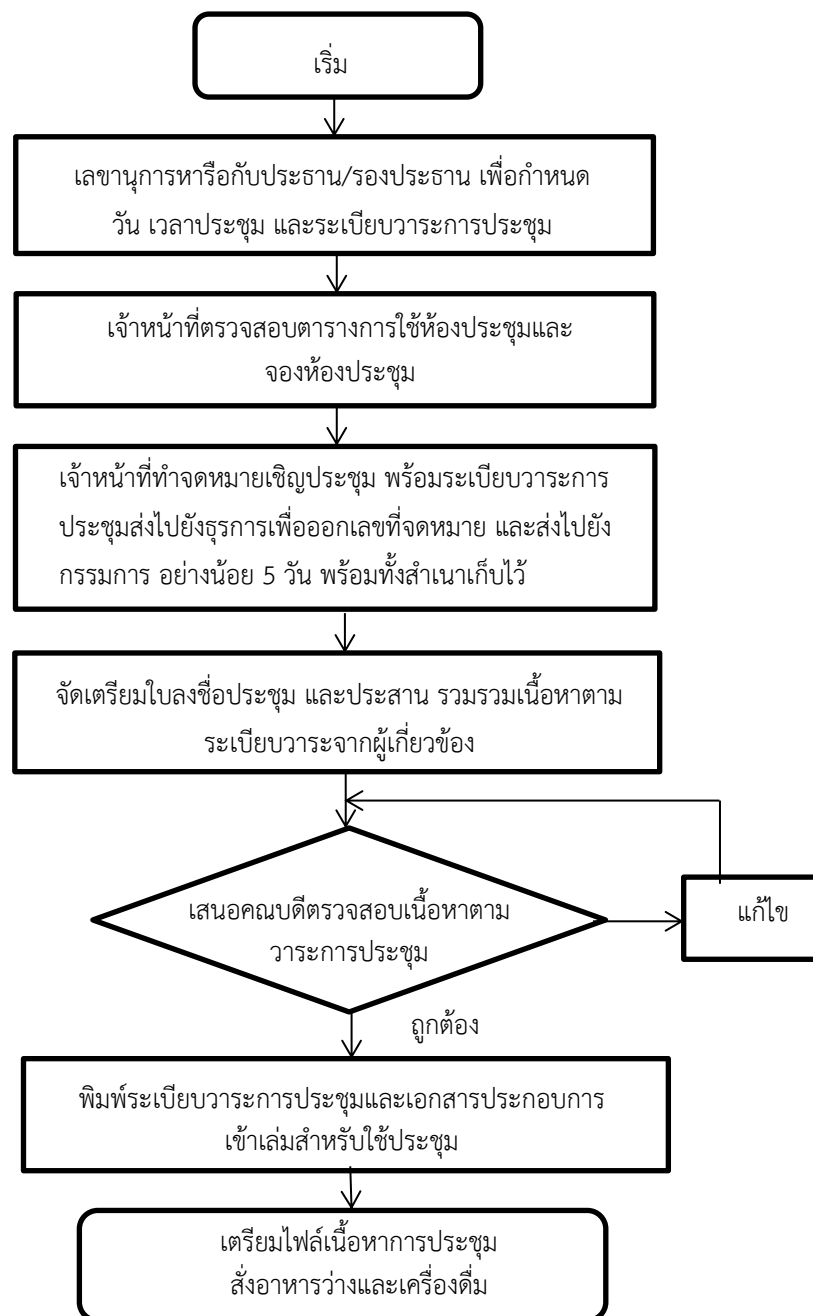 เริ่ม
เลขานุการหารือกับประธาน/รองประธาน เพื่อกำหนด
วัน เวลาประชุม และระเบียบวาระการประชุม
เจ้าหน้าที่ตรวจสอบตารางการใช้ห้องประชุมและ
จองห้องประชุม
เจ้าหน้าที่ทำจดหมายเชิญประชุม พร้อมระเบียบวาระการ
ประชุมส่งไปยังธุรการเพื่อออกเลขที่จดหมาย และส่งไปยัง
กรรมการ อย่างน้อย 5 วัน พร้อมทั้งสำเนาเก็บไว้
จัดเตรียมใบลงชื่อประชุม และประสาน รวมรวมเนื้อหาตาม
ระเบียบวาระจากผู้เกี่ยวข้อง
เสนอคณบดีตรวจสอบเนื้อหาตาม
วาระการประชุม
แก้ไข
ถูกต้อง
พิมพ์ระเบียบวาระการประชุมและเอกสารประกอบการ
เข้าเล่มสำหรับใช้ประชุม
เตรียมไฟล์เนื้อหาการประชุม
สั่งอาหารว่างและเครื่องดื่ม